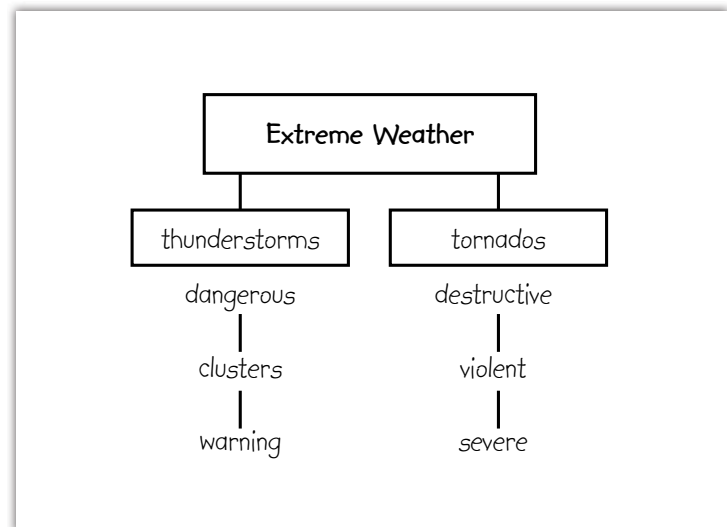 Extreme Weather
thunderstorms
tornados
dangerous
destructive
clusters
violent
warning
severe